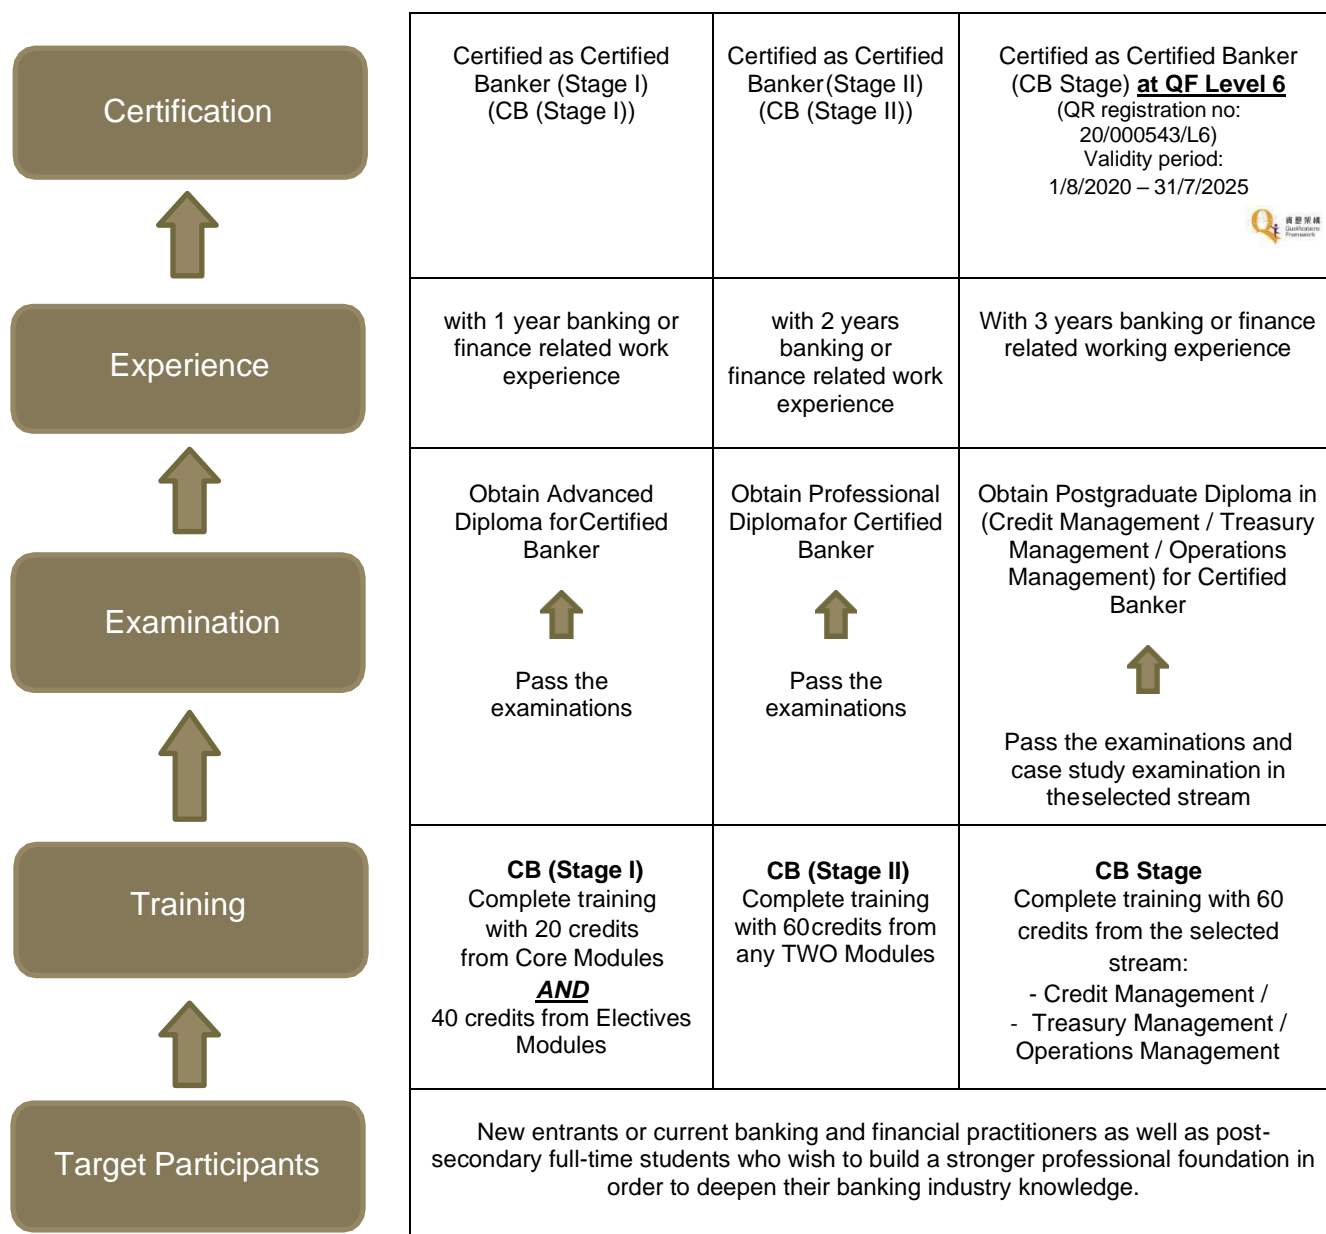 Certification
Certified as Certified
Banker (Stage I)
(CB (Stage I))
Certified as Certified
Banker(Stage II)
(CB (Stage II))
Certified as Certified Banker
(CB Stage) at QF Level 6
(QR registration no:
20/000543/L6)
Validity period:
1/8/2020 – 31/7/2025
資歷架構
Qualifications
Framework
Experience
with 1 year banking or
finance related work
experience
with 2 years
banking or
finance related work
experience
With 3 years banking or finance
related working experience
Examination
Obtain Advanced
Diploma forCertified
Banker
Pass the
examinations
Obtain Professional
Diplomafor Certified
Banker
Pass the
examinations
Obtain Postgraduate Diploma in
(Credit Management / Treasury
Management / Operations
Management) for Certified
Banker
Pass the examinations and
case study examination in
theselected stream
Training
CB (Stage I)
Complete training
with 20 credits
from Core Modules
AND
40 credits from Electives
Modules
CB (Stage II)
Complete training
with 60credits from
any TWO Modules
CB Stage
Complete training with 60
credits from the selected
stream:
- Credit Management /
- Treasury Management /
Operations Management
Target Participants
New entrants or current banking and financial practitioners as well as post-
secondary full-time students who wish to build a stronger professional foundation in
order to deepen their banking industry knowledge.